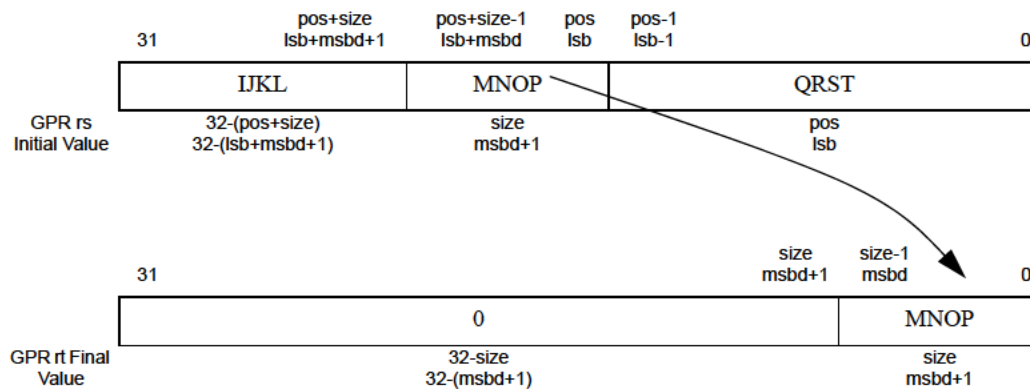 pos+size pos+size-1 pos pos-1
31 lsb+msbd+1 lsb+msbd lsb lsb-1 0
IJKL MNOP QRST
GPR rs 32-(pos+size) size pos
Initial Value 32-(lsb+msbd+1) msbd+1 lsb
size size-1
31 msbd+1 msbd 0
0 MNOP
GPR rt Final 32-size size
Value 32-(msbd+1) msbd+1